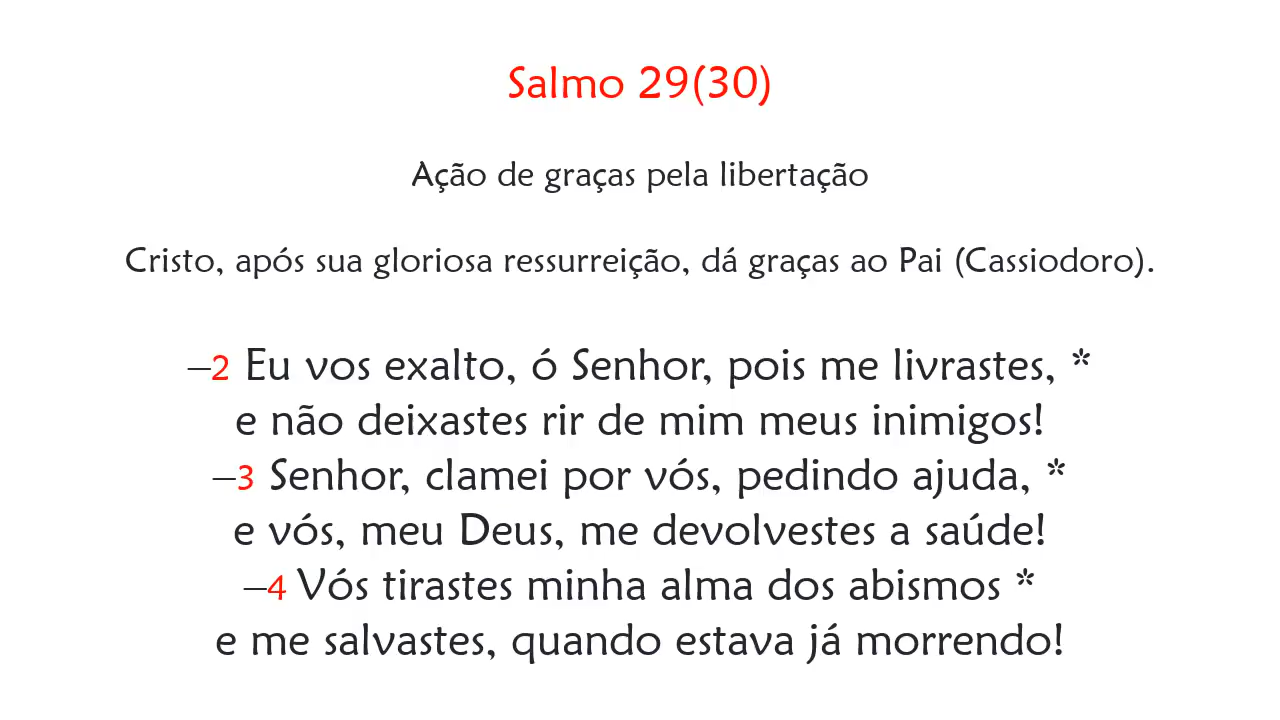 Salmo 29(30)
Ação de graças pela libertação
Cristo, após sua gloriosa ressurreição, dá graças ao Pai (Cassiodoro).
–2 Eu vos exalto, ó Senhor, pois me livrastes, *
e não deixastes rir de mim meus inimigos!
–3 Senhor, clamei por vós, pedindo ajuda, *
e vós, meu Deus, me devolvestes a saúde!
–4 Vós tirastes minha alma dos abismos *
e me salvastes, quando estava já morrendo!